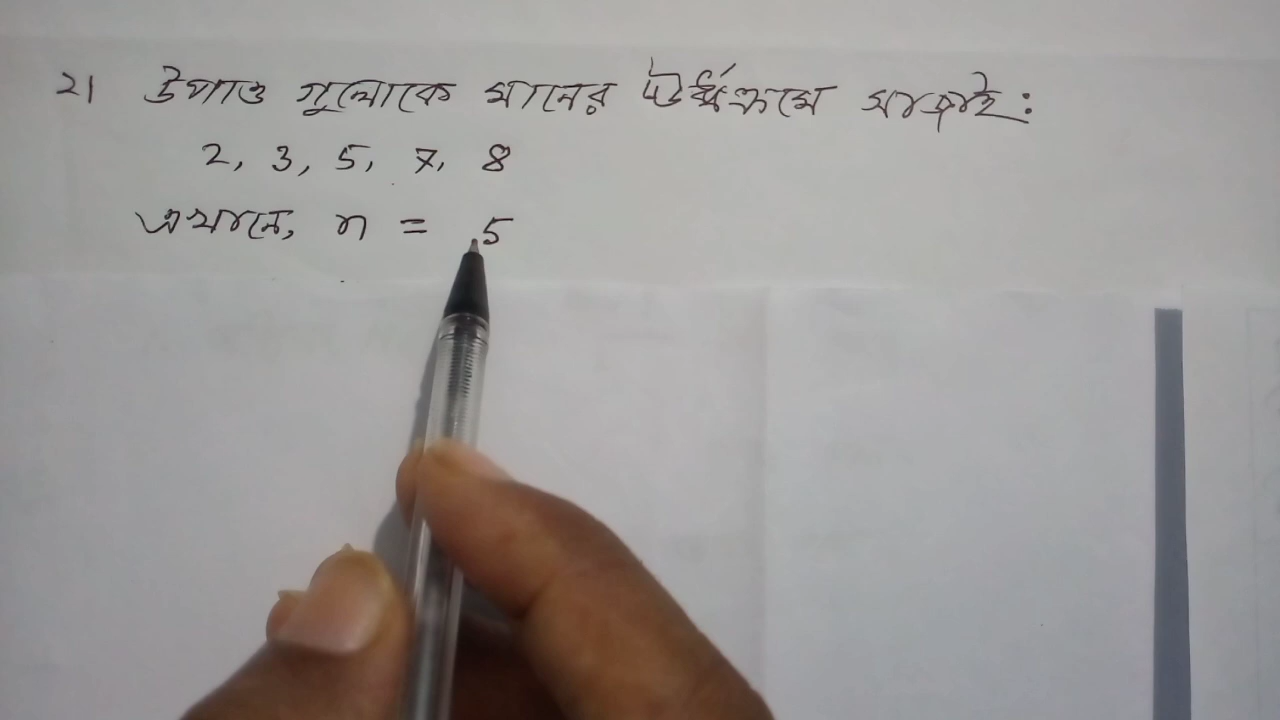 ২। উপাত্ত গুলোকে মানের ঊর্ধ্বক্রমে সাজাই:
2, 3, 5, 7, 8
এখানে, n = 5